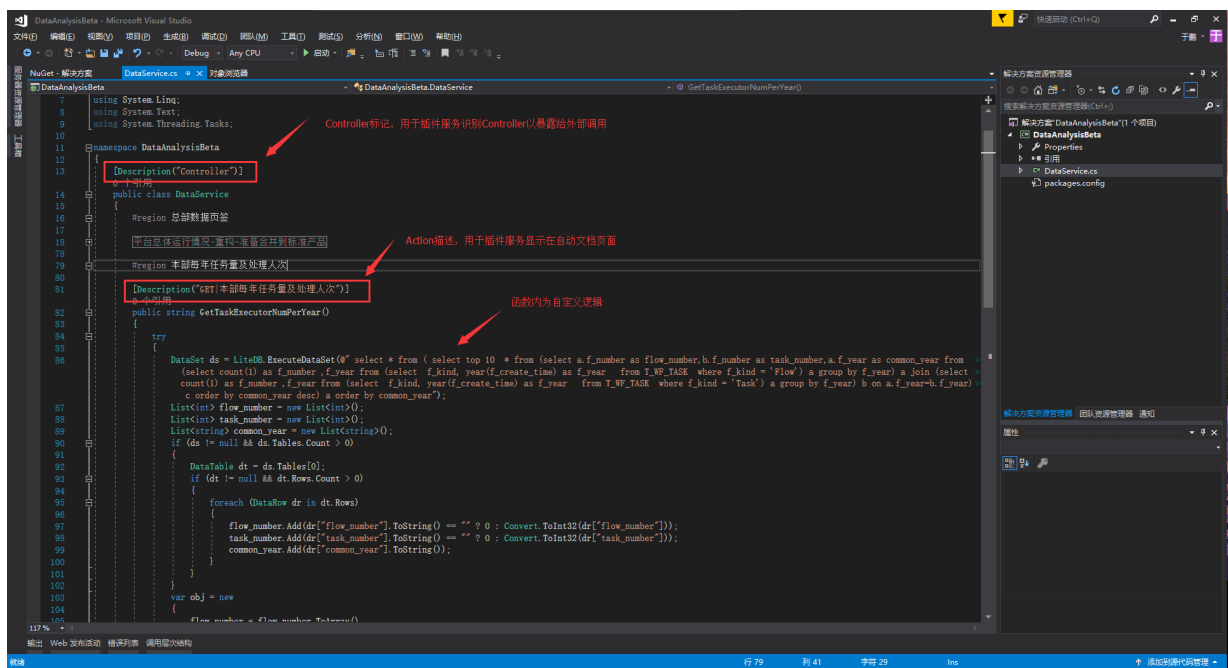 DataAnalysisBeta - Microsoft Visual Studio
快速启动 (Ctrl+Q)
文件(F) 编辑(E) 视图(V) 项目(P) 生成(B) 调试(D) 团队(M) 工具(T) 测试(S) 分析(N) 窗口(W) 帮助(H)
于鹏
Debug Any CPU 启动
服务器资源管理器
工具箱
NuGet - 解决方案 DataService.cs 对象浏览器
DataAnalysisBeta DataAnalysisBeta.DataService GetTaskExecutorNumPerYear()
7 using System.Linq;
8 using System.Text;
9 using System.Threading.Tasks;
Controller标记，用于插件服务识别Controller以暴露给外部调用
10
11 namespace DataAnalysisBeta
12 {
13 [Description("Controller")]
0 个引用
14 public class DataService
15 {
16 #region 总部数据页签
17
18 平台总体运行情况-重构-准备合并到标准产品
Action描述，用于插件服务显示在自动文档页面
78
79 #region 本部每年任务量及处理人次
80
81 [Description("GET|本部每年任务量及处理人次")]
0 个引用
函数内为自定义逻辑
82 public string GetTaskExecutorNumPerYear()
83 {
84 try
85 {
86 DataSet ds = LiteDB.ExecuteDataSet(@" select * from ( select top 10 * from (select a.f_number as flow_number,b.f_number as task_number,a.f_year as common_year from
(select count(1) as f_number ,f_year from (select f_kind, year(f_create_time) as f_year from T_WF_TASK where f_kind = 'Flow') a group by f_year) a join (select
count(1) as f_number ,f_year from (select f_kind, year(f_create_time) as f_year from T_WF_TASK where f_kind = 'Task') a group by f_year) b on a.f_year=b.f_year)
c order by common_year desc) a order by common_year");
87 List<int> flow_number = new List<int>();
88 List<int> task_number = new List<int>();
89 List<string> common_year = new List<string>();
90 if (ds != null && ds.Tables.Count > 0)
91 {
92 DataTable dt = ds.Tables[0];
93 if (dt != null && dt.Rows.Count > 0)
94 {
95 foreach (DataRow dr in dt.Rows)
96 {
97 flow_number.Add(dr["flow_number"].ToString() == "" ? 0 : Convert.ToInt32(dr["flow_number"]));
98 task_number.Add(dr["task_number"].ToString() == "" ? 0 : Convert.ToInt32(dr["task_number"]));
99 common_year.Add(dr["common_year"].ToString());
100 }
101 }
102 }
103 var obj = new
104 {
105 flow_number = flow_number.ToArray()
117 %
解决方案资源管理器
搜索解决方案资源管理器(Ctrl+;)
解决方案"DataAnalysisBeta"(1 个项目)
DataAnalysisBeta
Properties
引用
DataService.cs
packages.config
解决方案资源管理器 团队资源管理器 通知
属性
输出 Web 发布活动 错误列表 调用层次结构
就绪 行 79 列 41 字符 29 Ins 添加到源代码管理